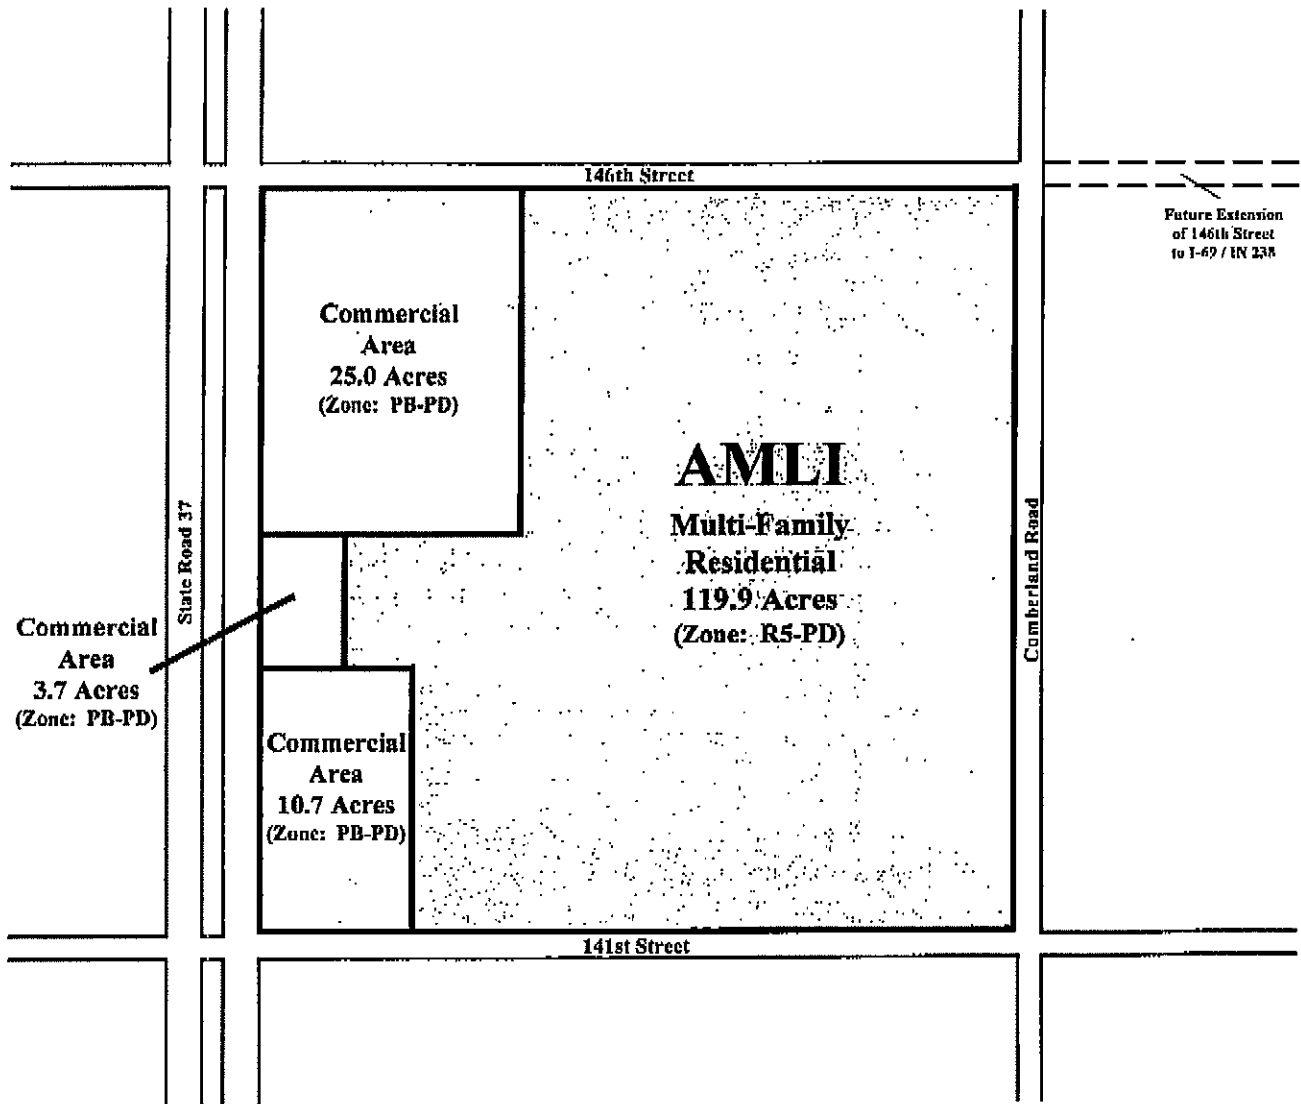 146th Street
Future Extension
of 146th Street
to I-69 / IN 238
Commercial
Area
25.0 Acres
(Zone: PB-PD)
AMLI
Multi-Family
Residential
119.9 Acres
(Zone: R5-PD)
State Road 37
Cumberland Road
Commercial
Area
3.7 Acres
(Zone: PB-PD)
Commercial
Area
10.7 Acres
(Zone: PB-PD)
141st Street